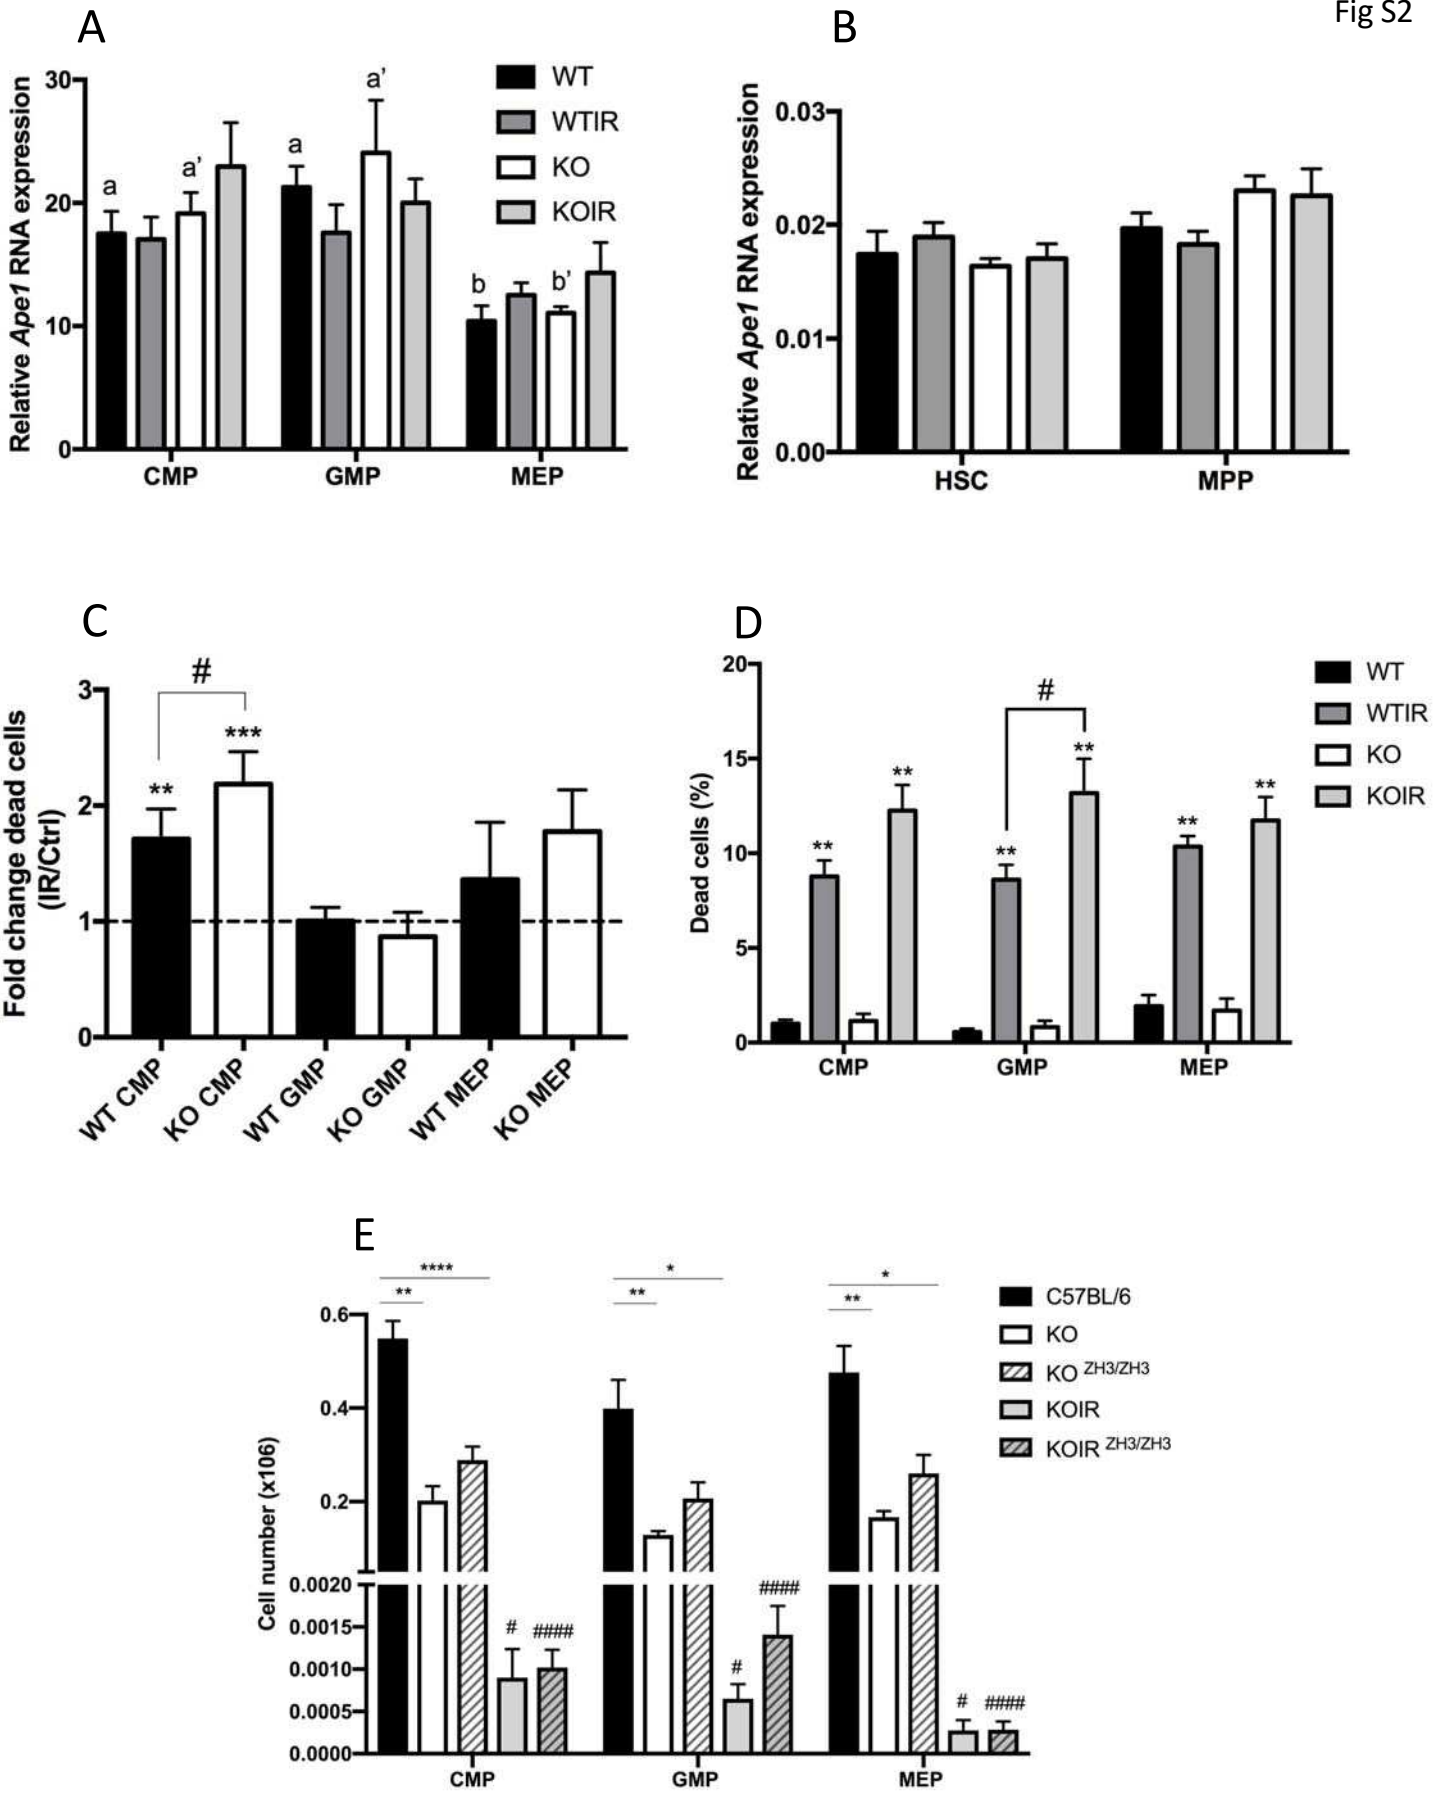 Fig S2
A
Relative Ape1 RNA expression
30
20
10
0
a
a’
a
a’
b
b’
CMP
GMP
MEP
WT
WTIR
KO
KOIR
B
Relative Ape1 RNA expression
0.03
0.02
0.01
0.00
HSC
MPP
C
Fold change dead cells
(IR/Ctrl)
3
2
1
0
#
**
***
WT CMP
KO CMP
WT GMP
KO GMP
WT MEP
KO MEP
D
Dead cells (%)
20
15
10
5
0
**
**
#
**
**
**
**
CMP
GMP
MEP
WT
WTIR
KO
KOIR
E
Cell number (x106)
0.6
0.4
0.2
0.0020
0.0015
0.0010
0.0005
0.0000
****
**
*
**
*
**
#
####
#
####
#
####
CMP
GMP
MEP
C57BL/6
KO
KO ZH3/ZH3
KOIR
KOIR ZH3/ZH3